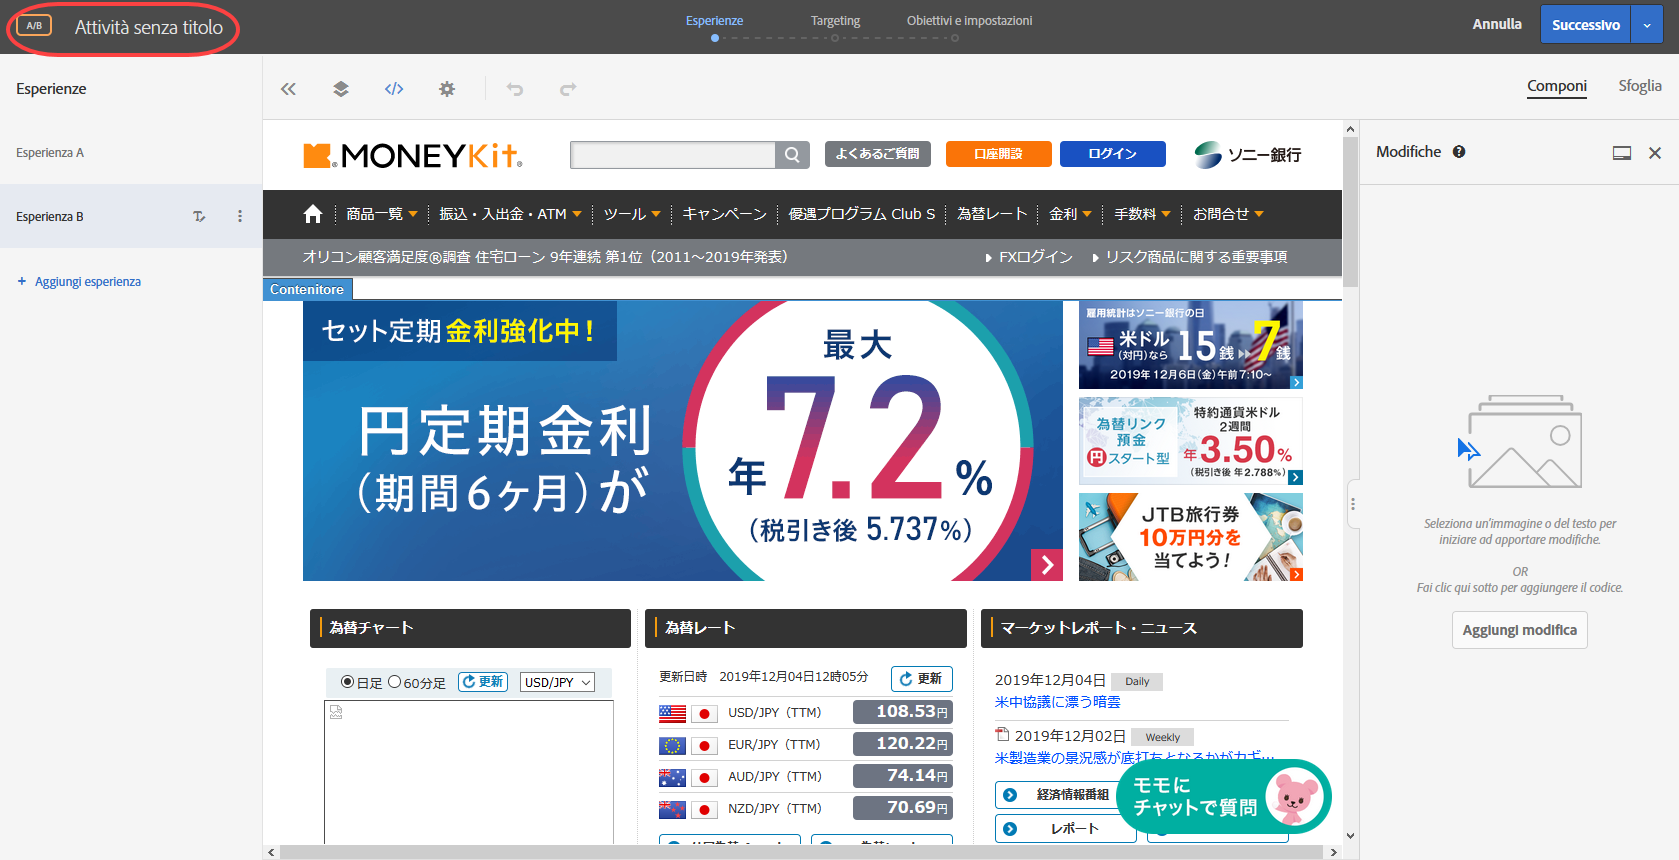 A/B
Attività senza titolo
Esperienze
Targeting
Obiettivi e impostazioni
Annulla
Successivo
Esperienze
Componi
Sfoglia
Esperienza A
Esperienza B
+ Aggiungi esperienza
MONEYKit
よくあるご質問
口座開設
ログイン
ソニー銀行
商品一覧
振込・入出金・ATM
ツール
キャンペーン
優遇プログラム Club S
為替レート
金利
手数料
お問合せ
オリコン顧客満足度®調査 住宅ローン 9年連続 第1位（2011～2019年発表）
FXログイン
リスク商品に関する重要事項
Contenitore
セット定期 金利強化中！
円定期金利
（期間6ヶ月）が
最大
年7.2%
（税引き後 5.737%）
雇用統計はソニー銀行の日
米ドル
（対円）なら
15銭
7銭
2019年12月6日（金）午前7:10～
為替リンク
預金
円スタート型
特約通貨米ドル
2週間
年3.50%
（税引き後 年2.788%）
JTB旅行券
10万円分を
当てよう！
為替チャート
日足
60分足
更新
USD/JPY
為替レート
更新日時 2019年12月04日12時05分
更新
USD/JPY（TTM） 108.53円
EUR/JPY（TTM） 120.22円
AUD/JPY（TTM） 74.14円
NZD/JPY（TTM） 70.69円
マーケットレポート・ニュース
2019年12月04日 Daily
米中協議に漂う暗雲
2019年12月02日 Weekly
米製造業の景況感が底打ちとなるかがカギ…
経済情報番組
レポート
モモに
チャットで質問
Modifiche
Seleziona un'immagine o del testo per
iniziare ad apportare modifiche.
OR
Fai clic qui sotto per aggiungere il codice.
Aggiungi modifica